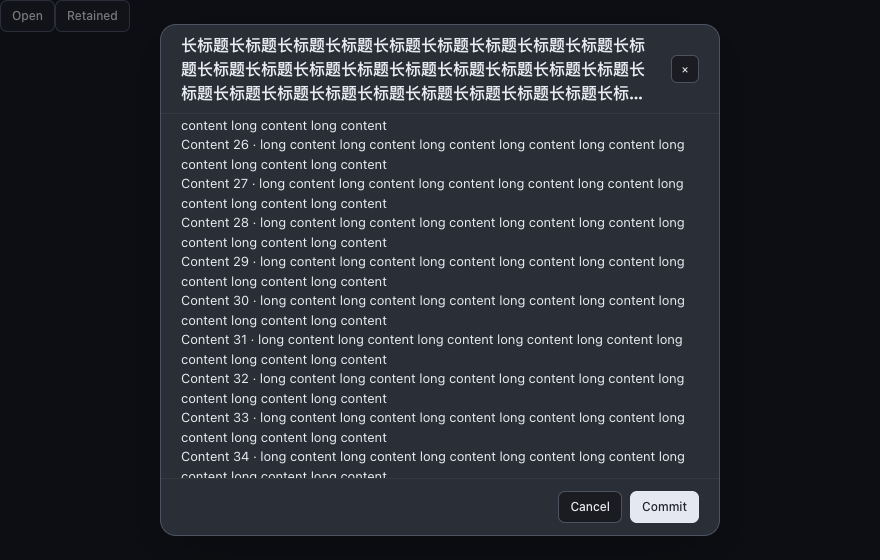 Open
Retained
长标题长标题长标题长标题长标题长标题长标题长标题长标题长标
题长标题长标题长标题长标题长标题长标题长标题长标题长标题长
标题长标题长标题长标题长标题长标题长标题长标题长标题长标...
×
content long content long content
Content 26 · long content long content long content long content long content long
content long content long content
Content 27 · long content long content long content long content long content long
content long content long content
Content 28 · long content long content long content long content long content long
content long content long content
Content 29 · long content long content long content long content long content long
content long content long content
Content 30 · long content long content long content long content long content long
content long content long content
Content 31 · long content long content long content long content long content long
content long content long content
Content 32 · long content long content long content long content long content long
content long content long content
Content 33 · long content long content long content long content long content long
content long content long content
Content 34 · long content long content long content long content long content long
content long content long content
Cancel
Commit